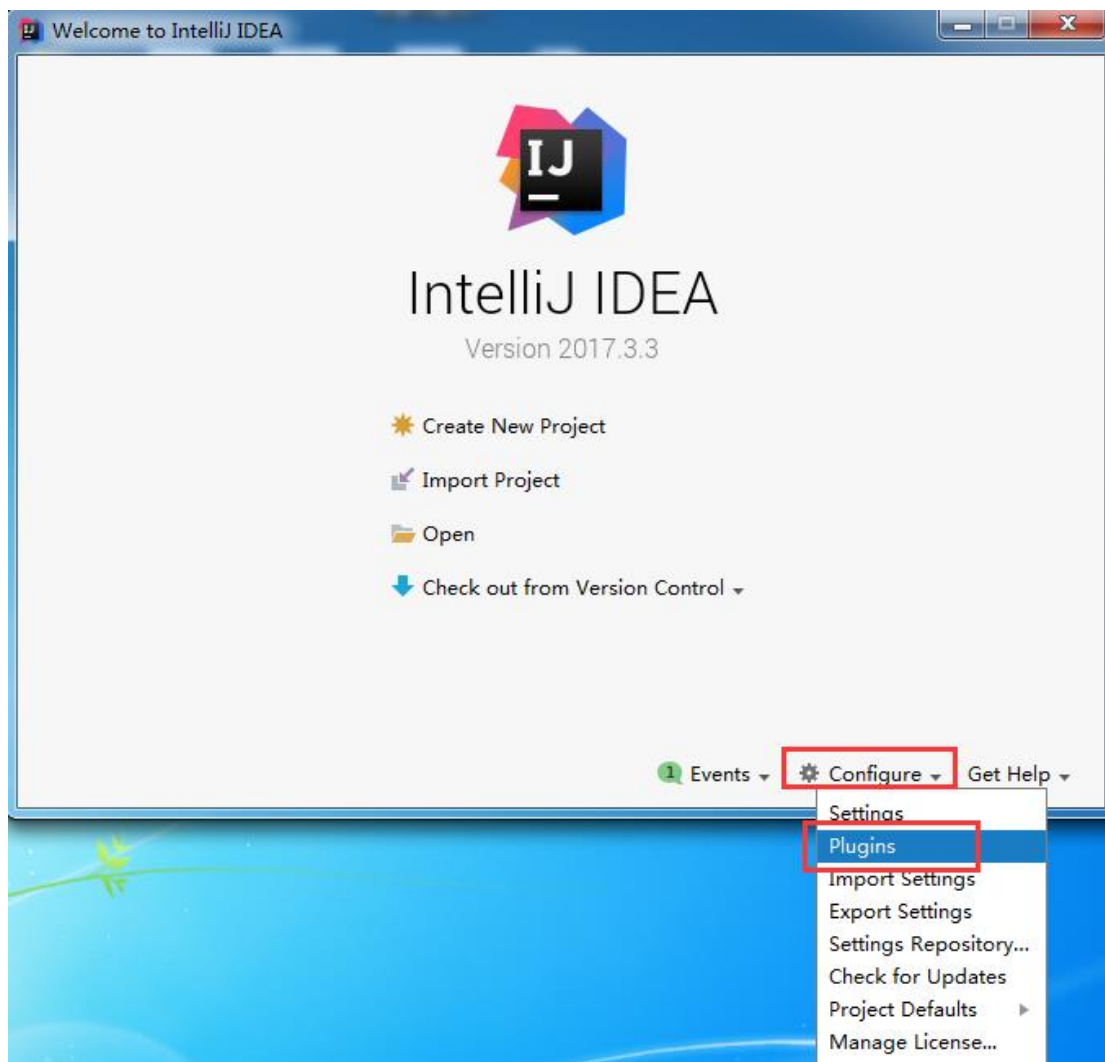 Welcome to IntelliJ IDEA
IJ
IntelliJ IDEA
Version 2017.3.3
Create New Project
Import Project
Open
Check out from Version Control
1 Events Configure Get Help
Settings
Plugins
Import Settings
Export Settings
Settings Repository...
Check for Updates
Project Defaults
Manage License...